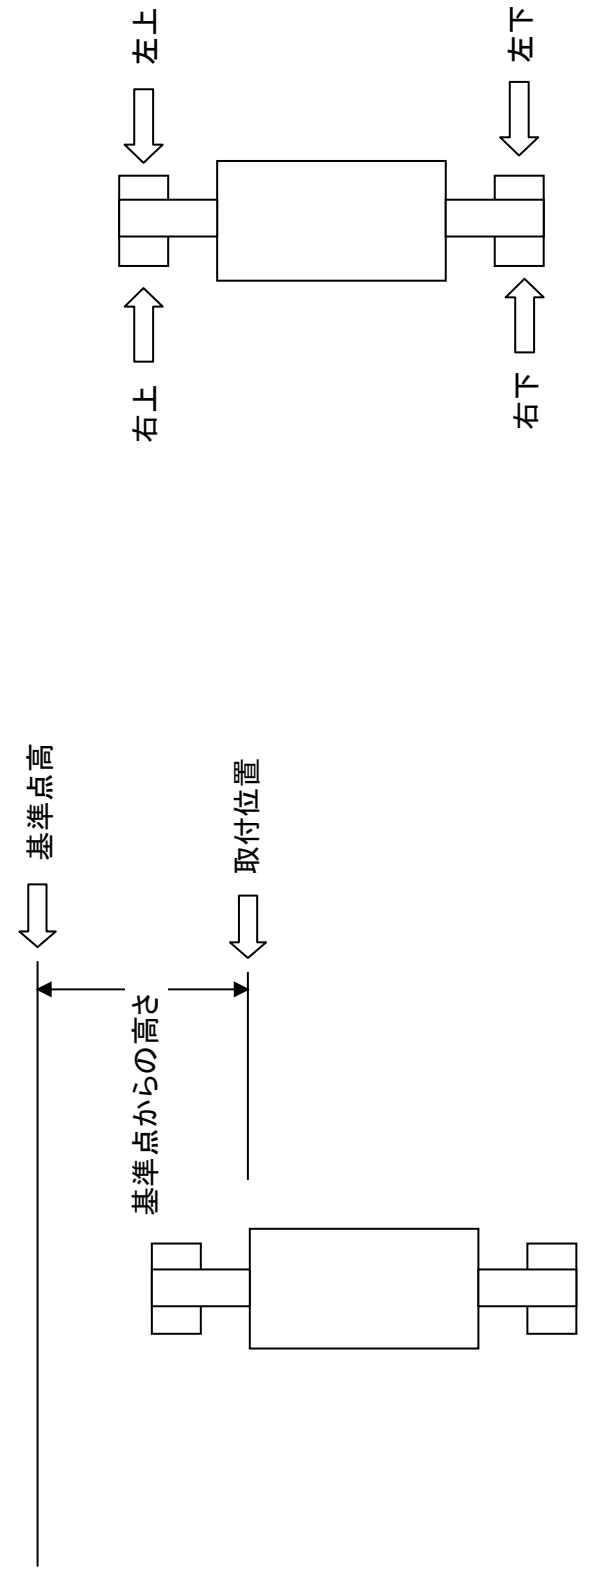 左上
右上
左下
右下
基準点高
基準点からの高さ
取付位置